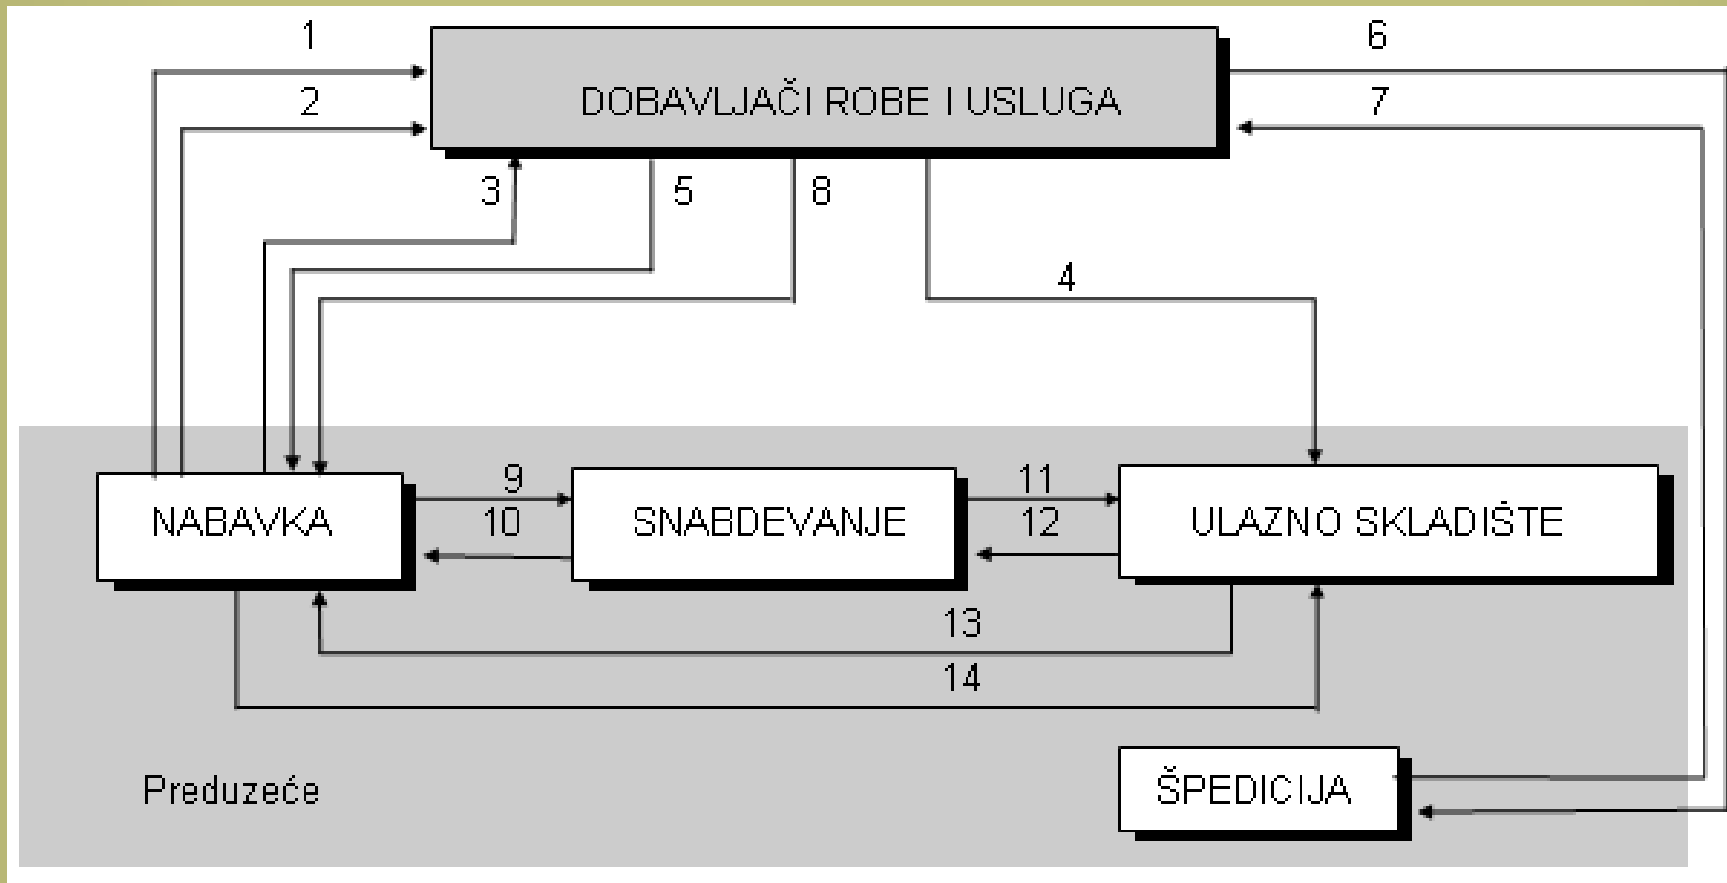 1
6
DOBAVLJAČI ROBE I USLUGA
2
7
3
5
8
4
9
11
NABAVKA
10
SNABDEVANJE
12
ULAZNO SKLADIŠTE
13
14
Preduzeće
ŠPEDICIJA